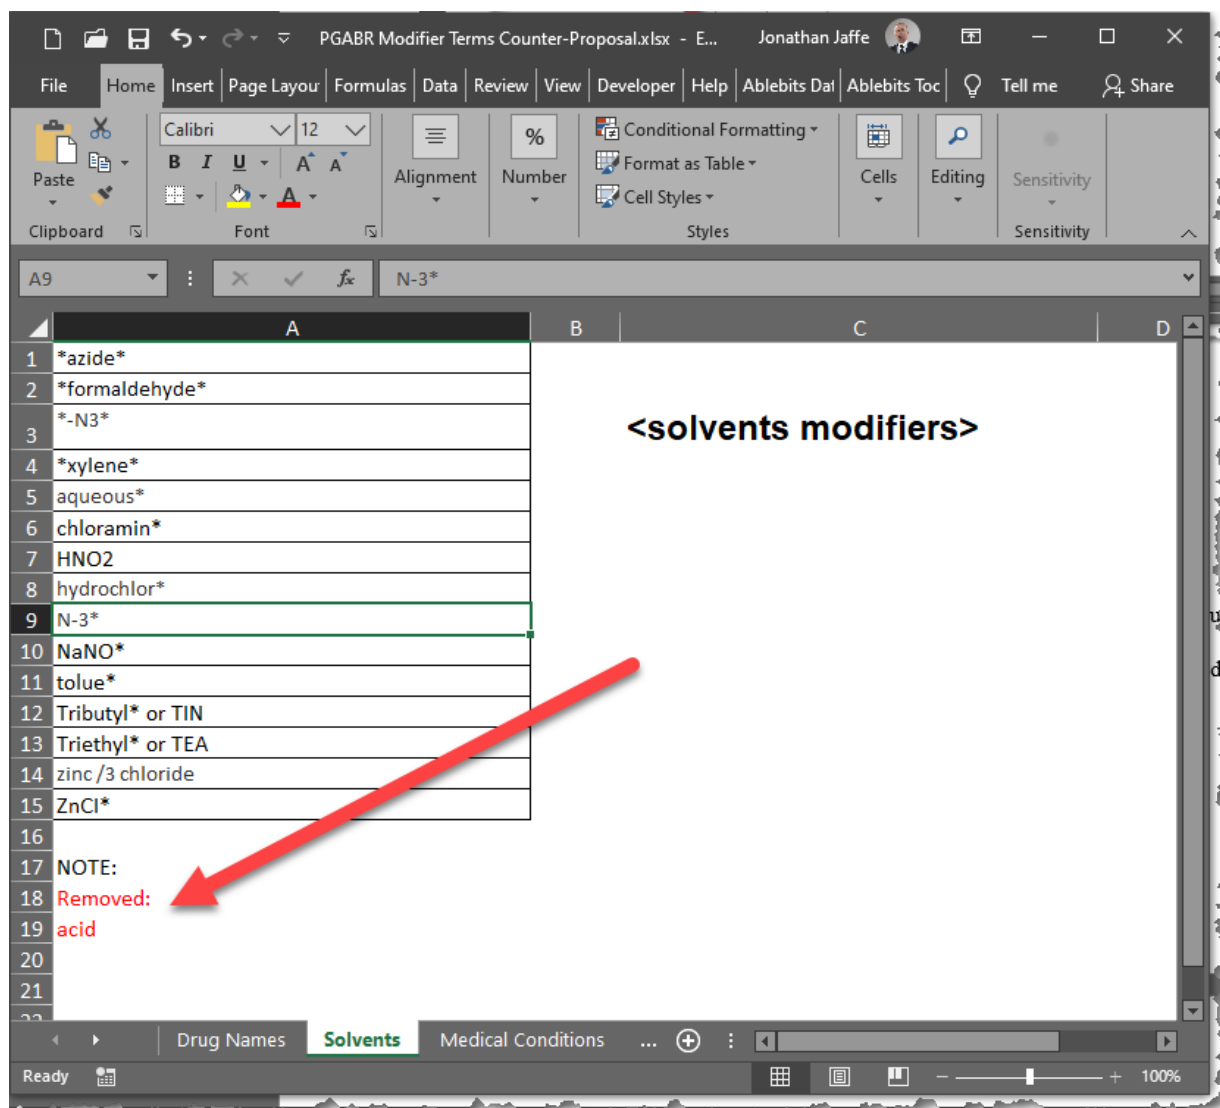 PGABR Modifier Terms Counter-Proposal.xlsx - E... Jonathan Jaffe
File Home Insert Page Layou Formulas Data Review View Developer Help Ablebits Dat Ablebits Toc Tell me Share
Paste
Clipboard
Calibri 12
B I U A A
A
Font
Alignment
%
Number
Conditional Formatting
Format as Table
Cell Styles
Styles
Cells
Editing
Sensitivity
Sensitivity
A9 fx N-3*
A B C D
1 *azide*
2 *formaldehyde*
3 *-N3*
<solvents modifiers>
4 *xylene*
5 aqueous*
6 chloramin*
7 HNO2
8 hydrochlor*
9 N-3*
10 NaNO*
11 tolue*
12 Tributyl* or TIN
13 Triethyl* or TEA
14 zinc /3 chloride
15 ZnCl*
16
17 NOTE:
18 Removed:
19 acid
20
21
Drug Names Solvents Medical Conditions ...
Ready 100%